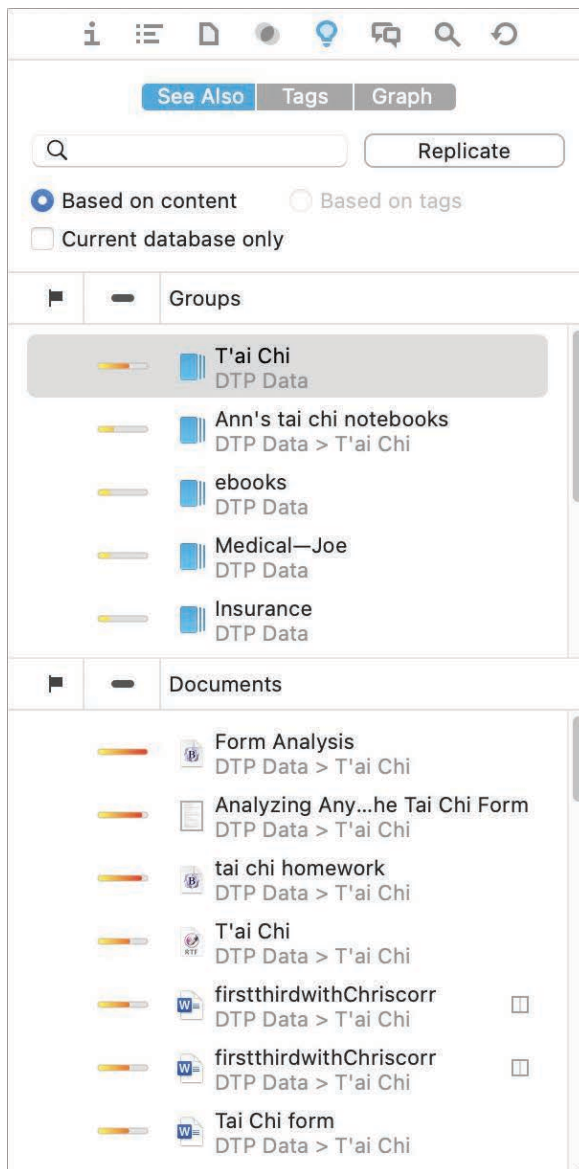 See Also Tags Graph
Replicate
Based on content Based on tags
Current database only
Groups
T'ai Chi
DTP Data
Ann's tai chi notebooks
DTP Data > T'ai Chi
ebooks
DTP Data
Medical—Joe
DTP Data
Insurance
DTP Data
Documents
Form Analysis
DTP Data > T'ai Chi
Analyzing Any...he Tai Chi Form
DTP Data > T'ai Chi
tai chi homework
DTP Data > T'ai Chi
T'ai Chi
RTF
DTP Data > T'ai Chi
firstthirdwithChriscorr
DTP Data > T'ai Chi
firstthirdwithChriscorr
DTP Data > T'ai Chi
Tai Chi form
DTP Data > T'ai Chi